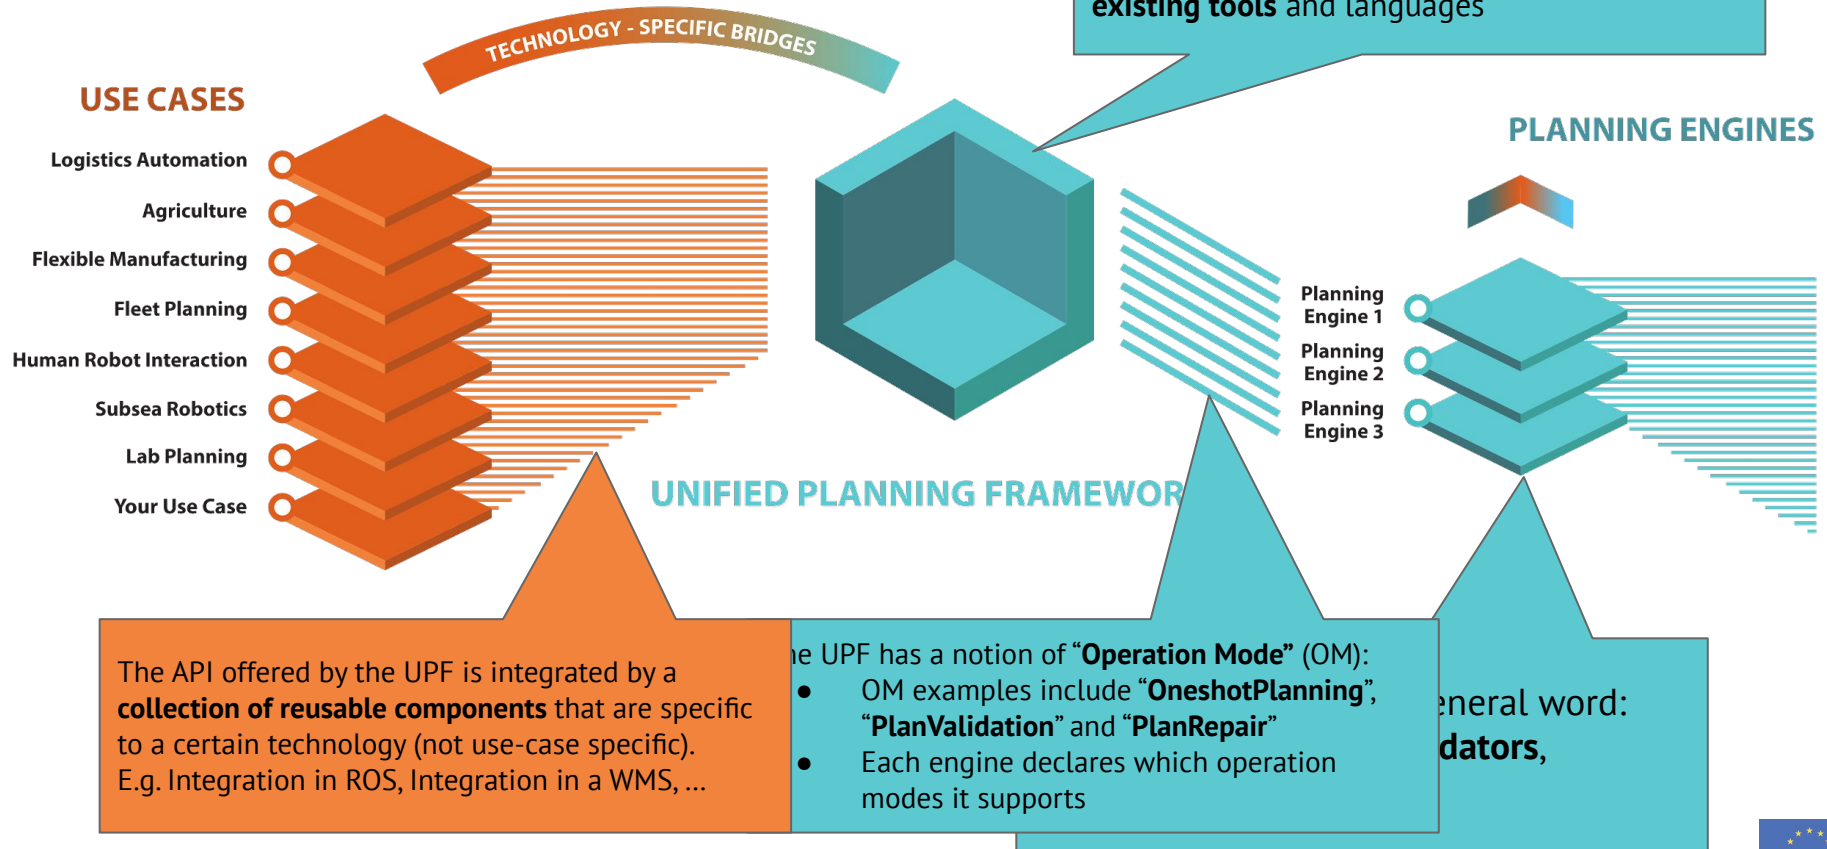 existing tools and languages
TECHNOLOGY - SPECIFIC BRIDGES
USE CASES
Logistics Automation
Agriculture
Flexible Manufacturing
Fleet Planning
Human Robot Interaction
Subsea Robotics
Lab Planning
Your Use Case
UNIFIED PLANNING FRAMEWOR
PLANNING ENGINES
Planning
Engine 1
Planning
Engine 2
Planning
Engine 3
The API offered by the UPF is integrated by a
collection of reusable components that are specific
to a certain technology (not use-case specific).
E.g. Integration in ROS, Integration in a WMS, ...
he UPF has a notion of “Operation Mode” (OM):
● OM examples include “OneshotPlanning”,
“PlanValidation” and “PlanRepair”
● Each engine declares which operation
modes it supports
eneral word:
dators,